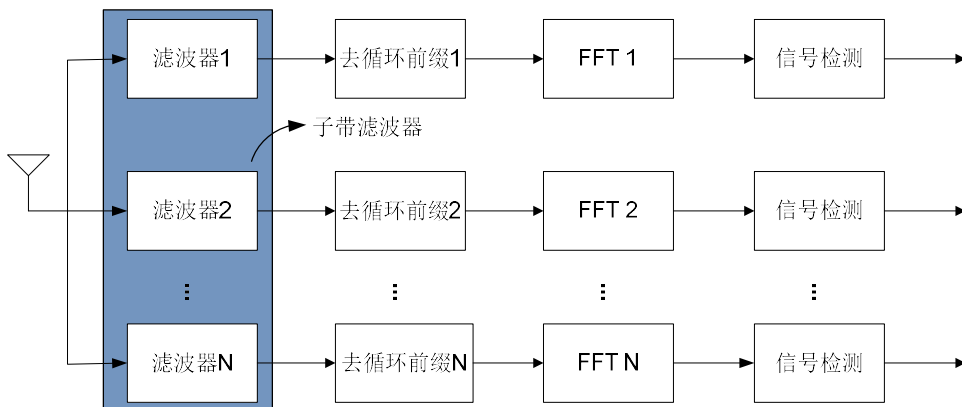 滤波器1 去循环前缀1 FFT 1 信号检测
子带滤波器
滤波器2 去循环前缀2 FFT 2 信号检测
⋮ ⋮ ⋮ ⋮
滤波器N 去循环前缀N FFT N 信号检测